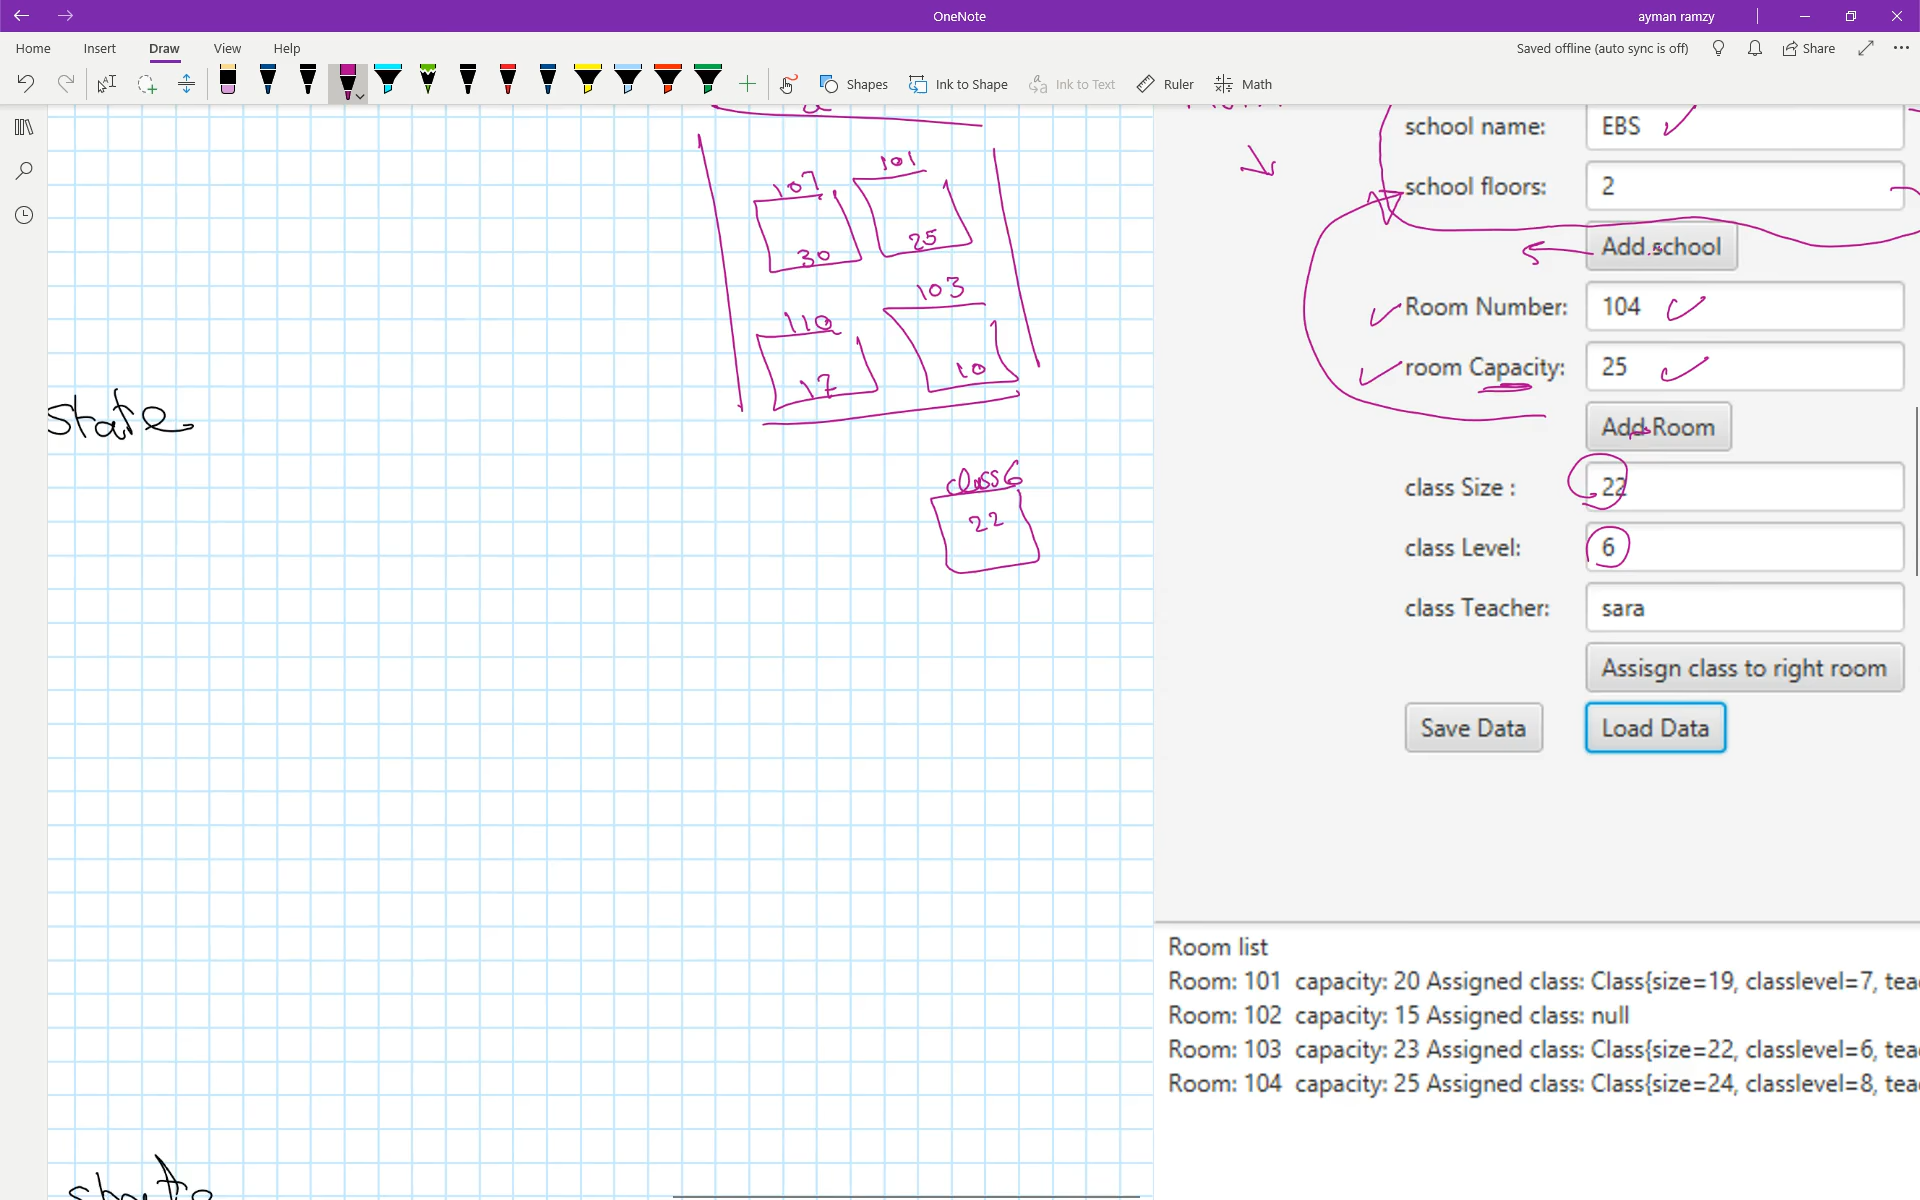 OneNote
ayman ramzy
Home Insert Draw View Help
Saved offline (auto sync is off) Share
Shapes Ink to Shape Ink to Text Ruler Math
school name: EBS
school floors: 2
Add school
Room Number: 104
room Capacity: 25
Add Room
class Size : 22
class Level: 6
class Teacher: sara
Assisgn class to right room
Save Data Load Data
107 101
30 25
110 103
17 10
class 6
22
state
Room list
Room: 101 capacity: 20 Assigned class: Class{size=19, classlevel=7, tea
Room: 102 capacity: 15 Assigned class: null
Room: 103 capacity: 23 Assigned class: Class{size=22, classlevel=6, tea
Room: 104 capacity: 25 Assigned class: Class{size=24, classlevel=8, tea